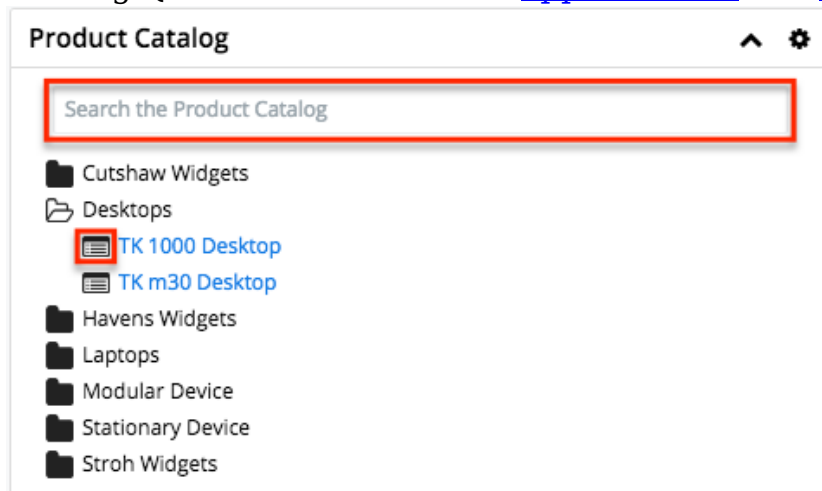 Product Catalog
Search the Product Catalog
Cutshaw Widgets
Desktops
TK 1000 Desktop
TK m30 Desktop
Havens Widgets
Laptops
Modular Device
Stationary Device
Stroh Widgets